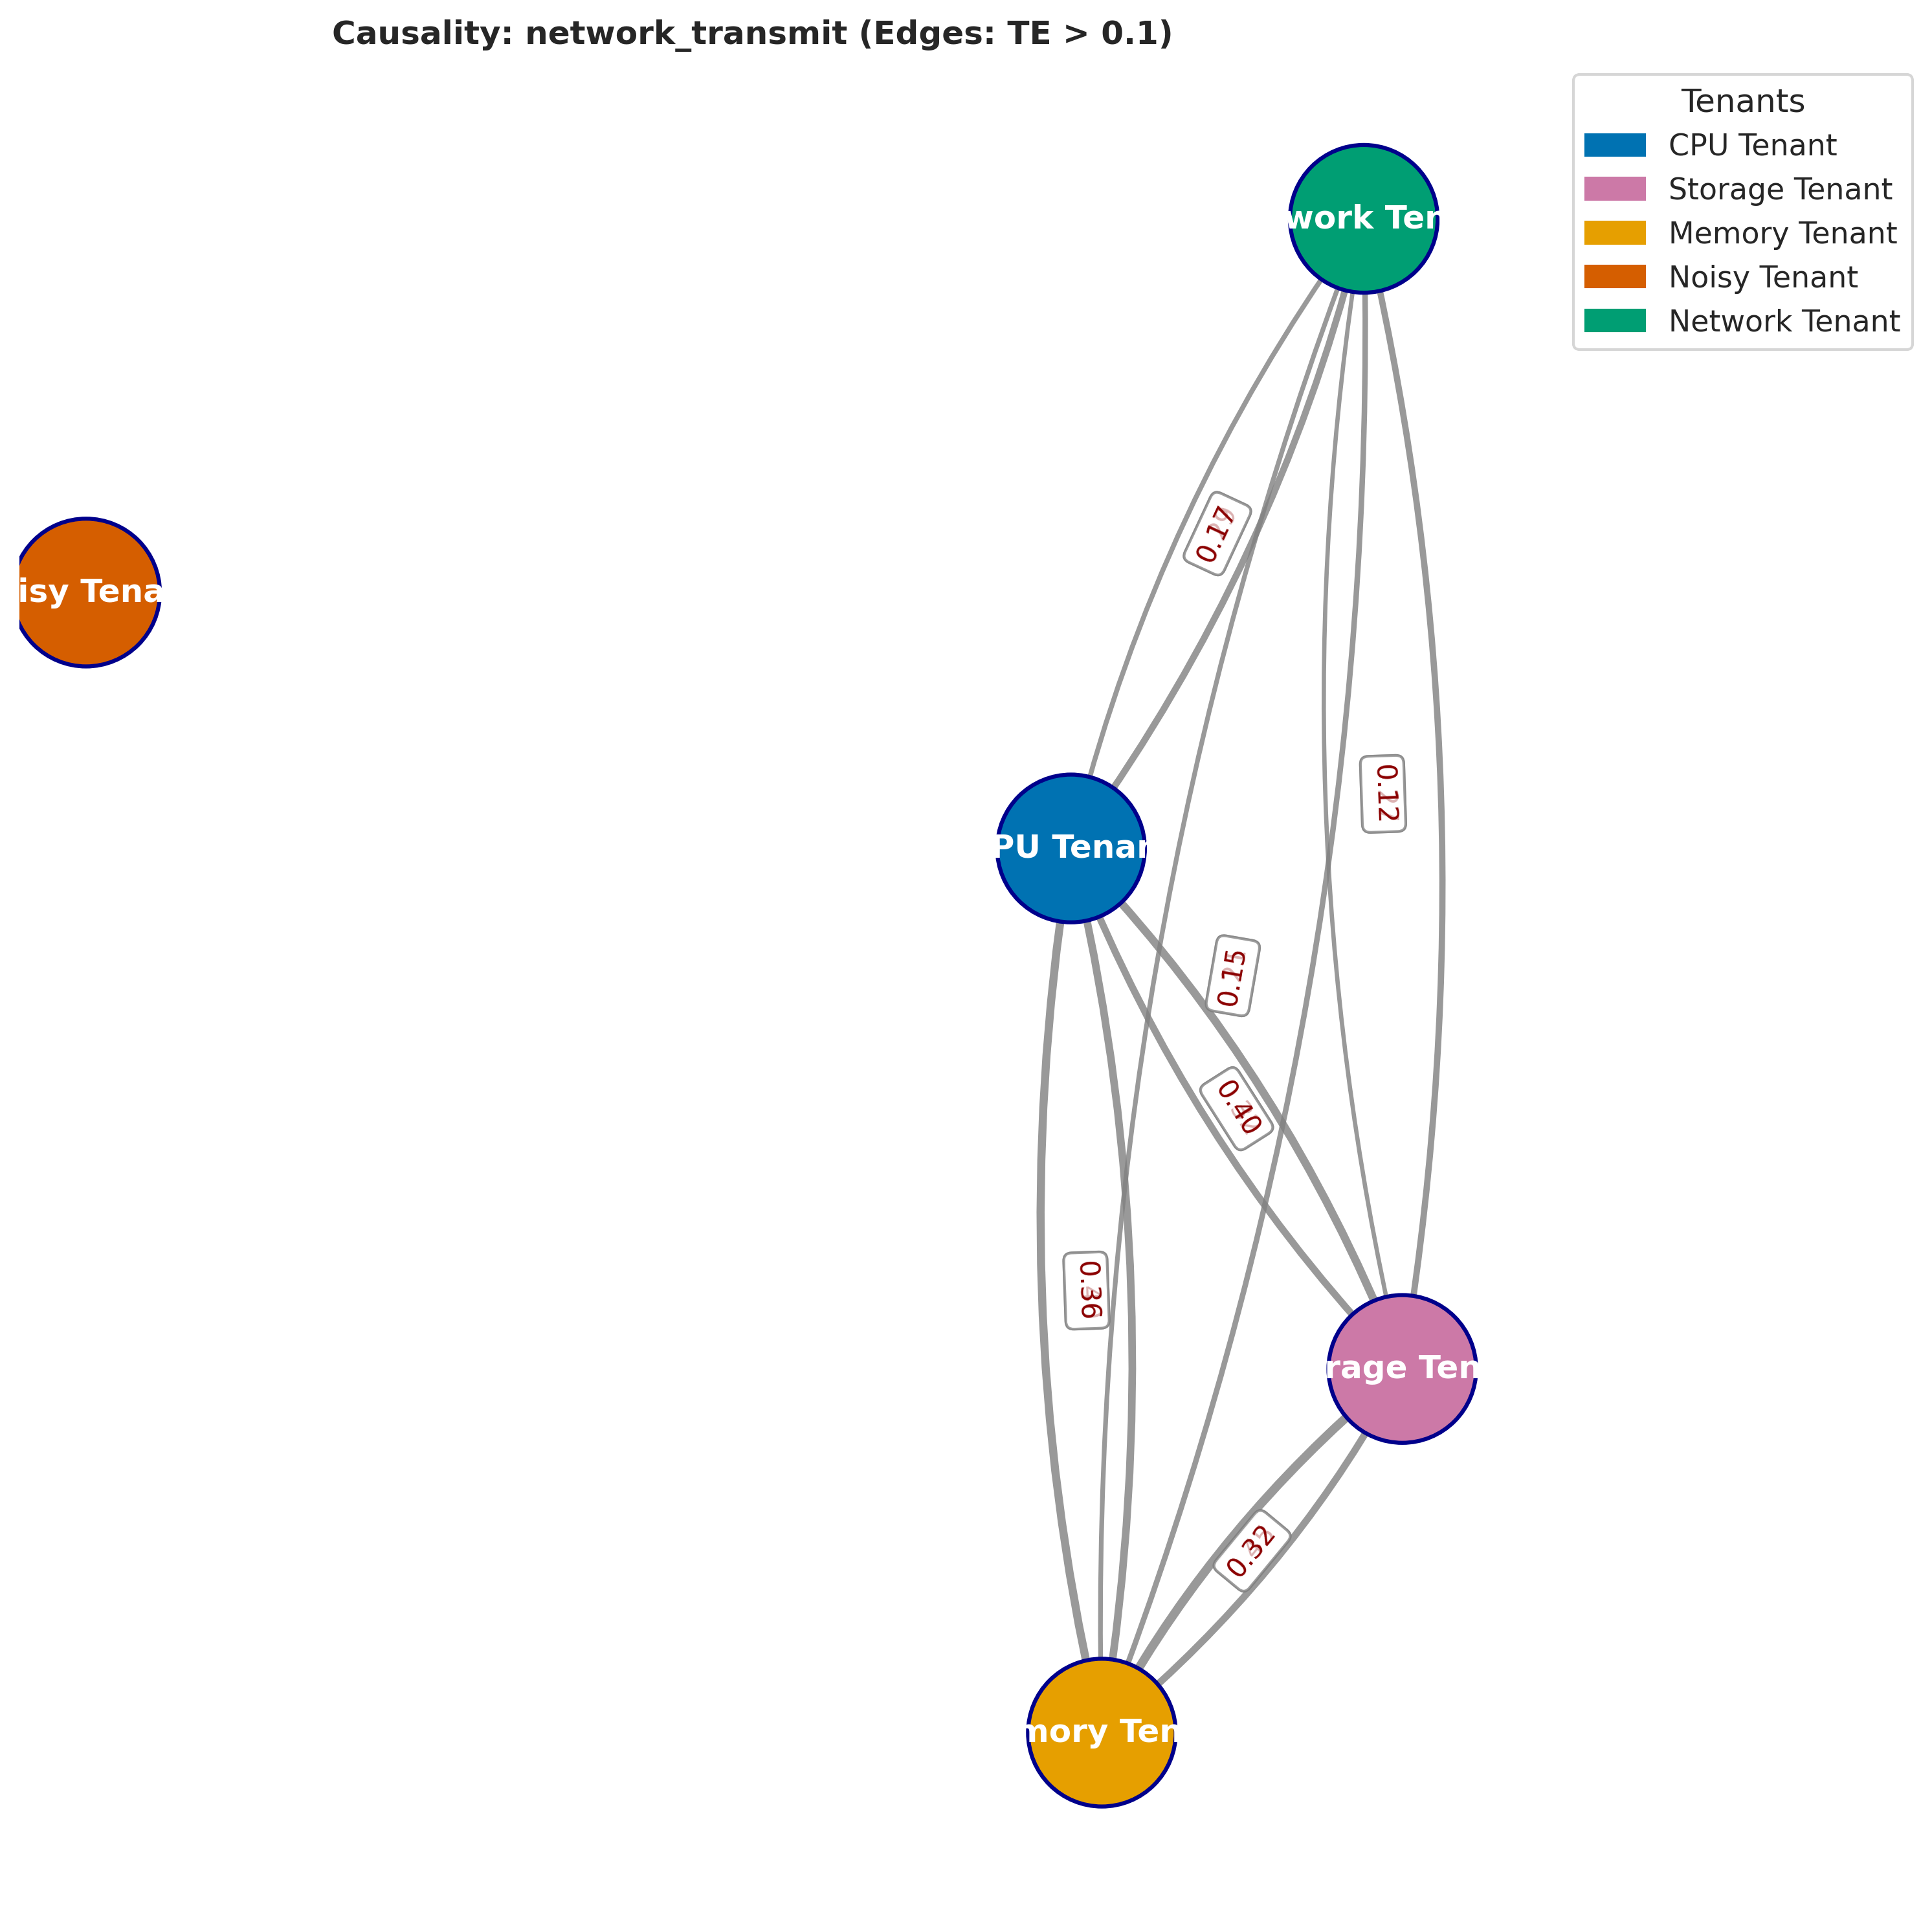 Causality: network_transmit (Edges: TE > 0.1)
Tenants
CPU Tenant
Storage Tenant
Memory Tenant
Noisy Tenant
Network Tenant
work Ter
0.17
isy Tena
0.12
PU Tenar
0.15
0.40
0.36
rage Ten
0.32
mory Ten